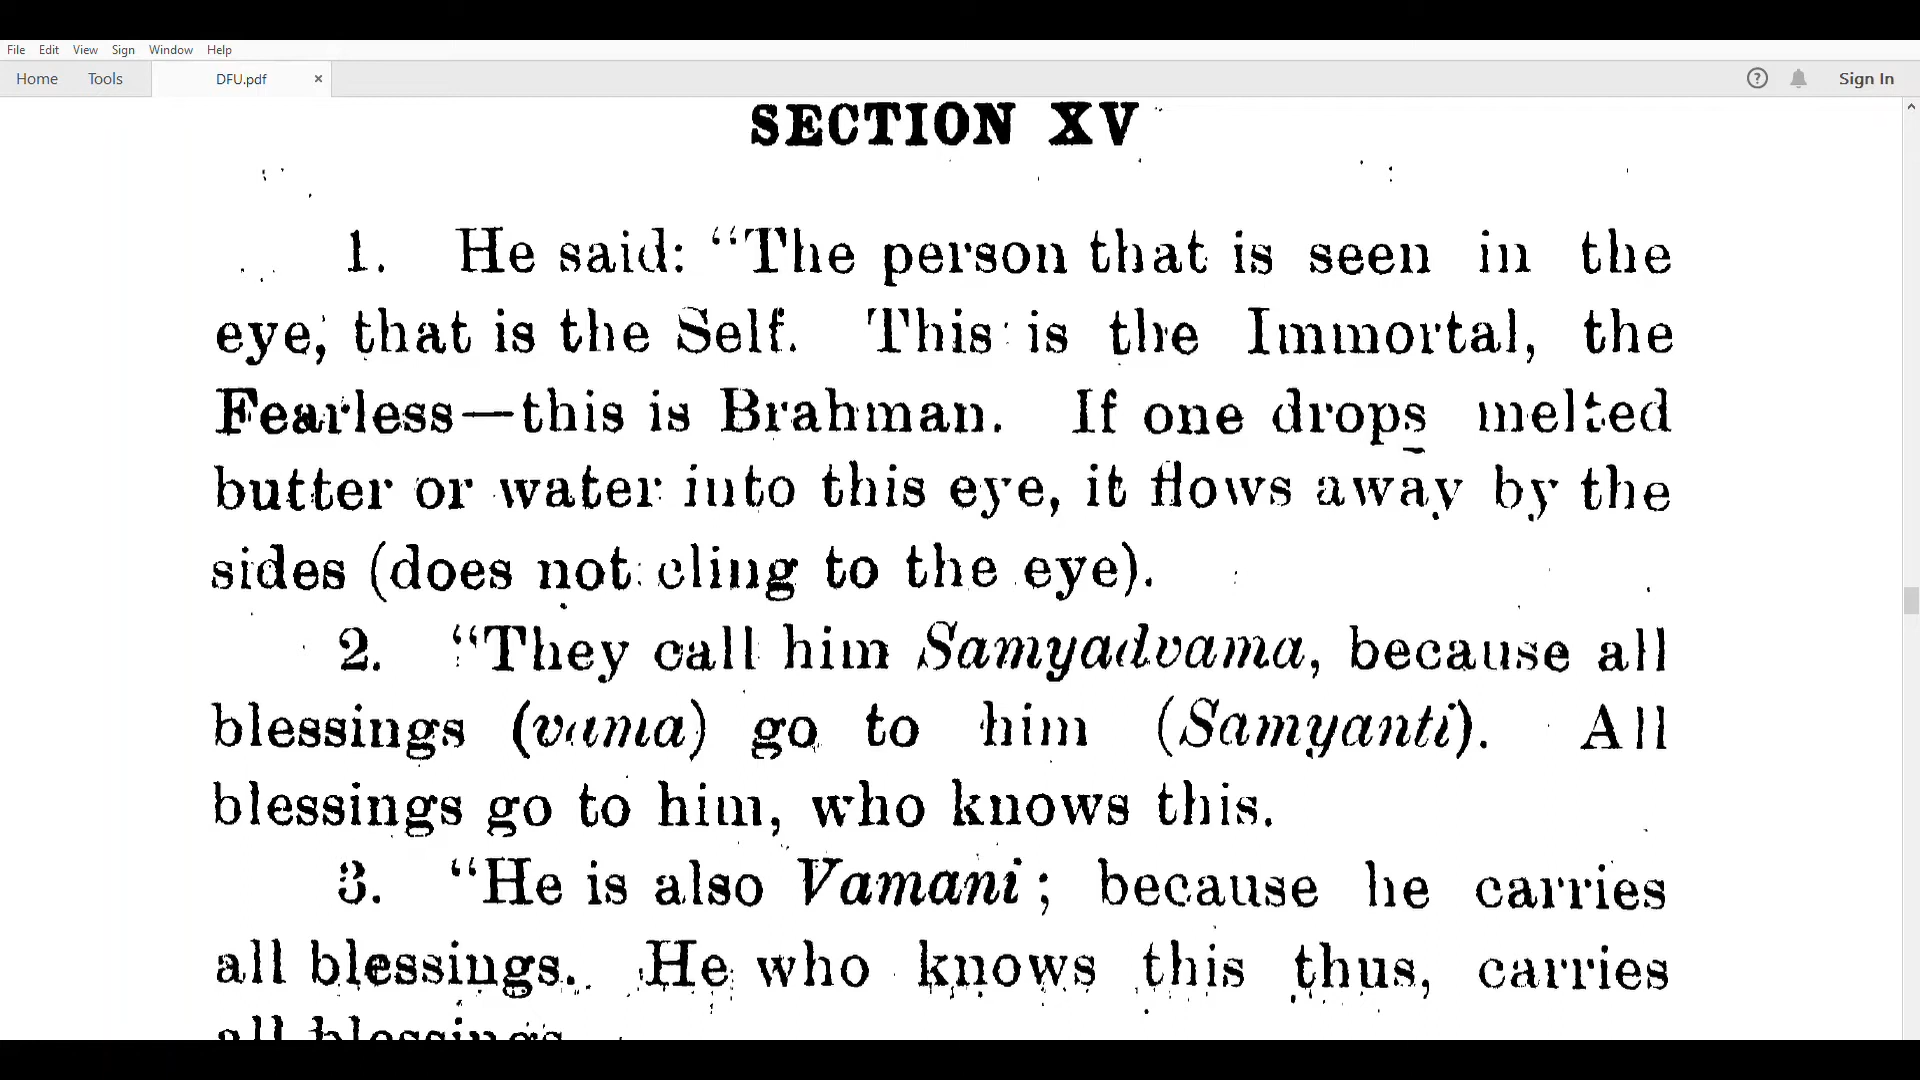 File Edit View Sign Window Help
Home Tools DFU.pdf × ? Sign In
SECTION XV
1. He said: “The person that is seen in the
eye, that is the Self. This is the Immortal, the
Fearless—this is Brahman. If one drops melted
butter or water into this eye, it flows away by the
sides (does not cling to the eye).
2. “They call him Samyadvama, because all
blessings (vama) go to him (Samyanti). All
blessings go to him, who knows this.
3. “He is also Vamani; because he carries
all blessings. He who knows this thus, carries
all blessings.